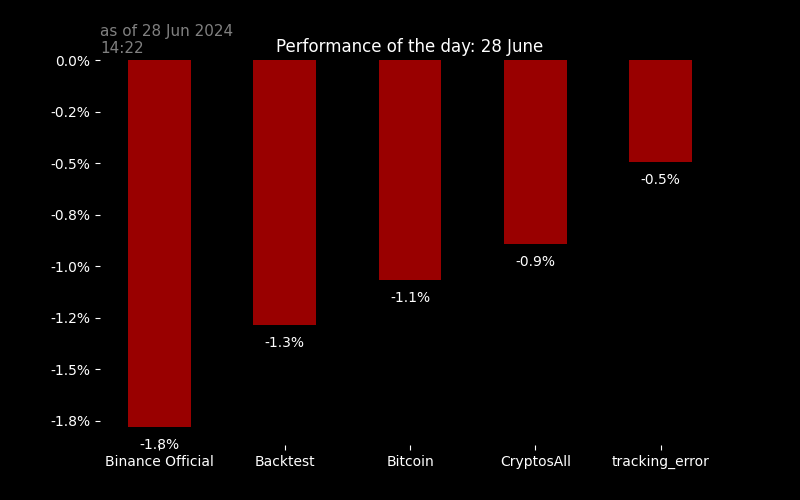 as of 28 Jun 2024
14:22
Performance of the day: 28 June
0.0%
-0.2%
-0.5%
-0.8%
-1.0%
-1.2%
-1.5%
-1.8%
-1.8%
-1.3%
-1.1%
-0.9%
-0.5%
Binance Official
Backtest
Bitcoin
CryptosAll
tracking_error